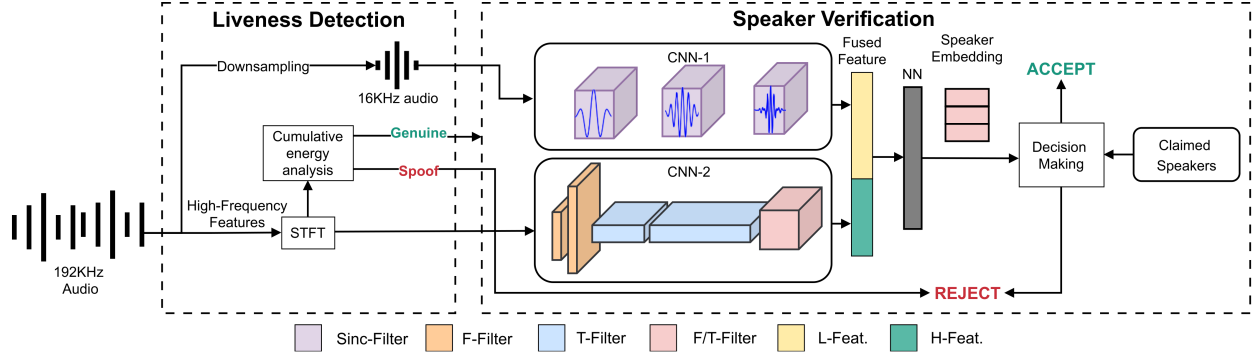 Liveness Detection
Speaker Verification
Downsampling
16KHz audio
Cumulative
energy
analysis
Genuine
Spoof
High-Frequency
Features
STFT
192KHz
Audio
CNN-1
CNN-2
Fused
Feature
NN
Speaker
Embedding
ACCEPT
Decision
Making
Claimed
Speakers
REJECT
Sinc-Filter
F-Filter
T-Filter
F/T-Filter
L-Feat.
H-Feat.